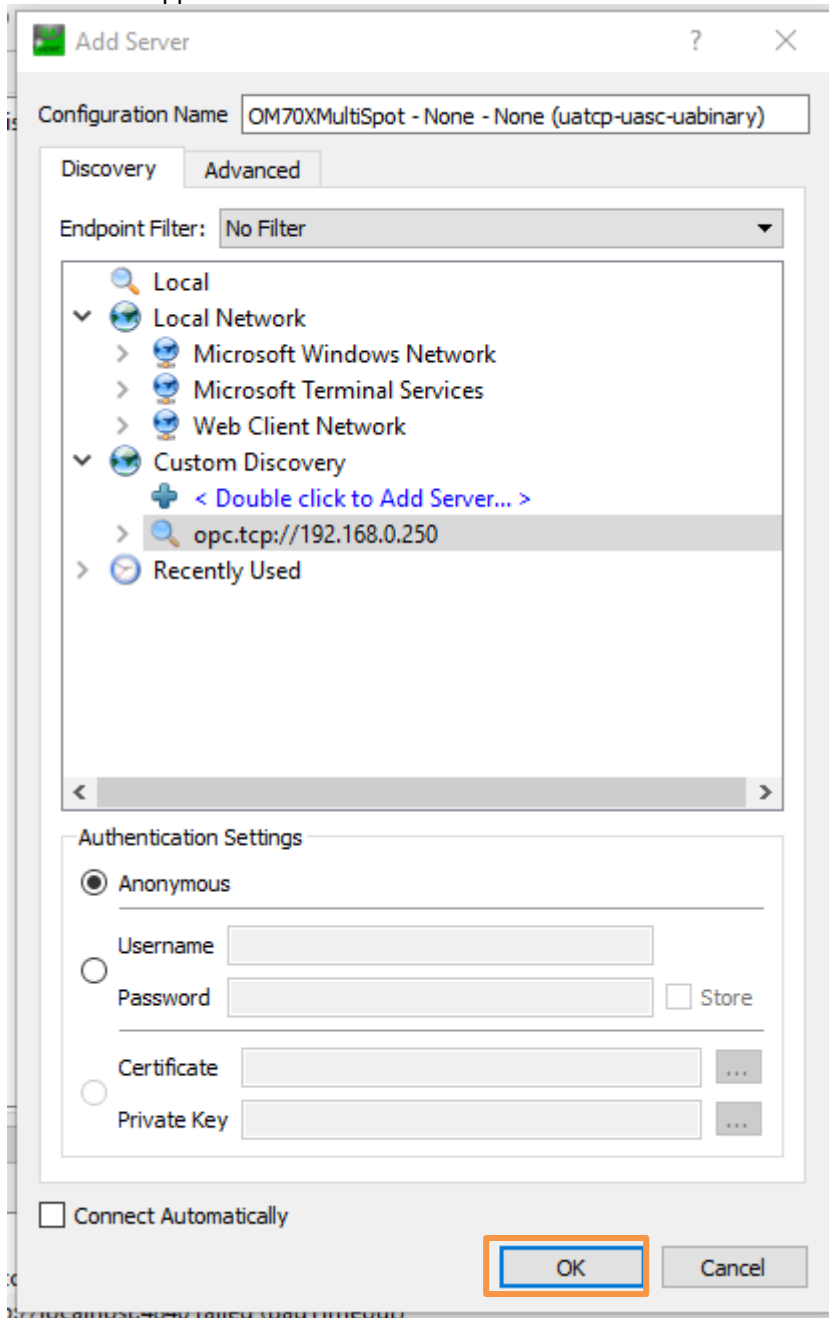 Add Server
?
Configuration Name OM70XMultiSpot - None - None (uatcp-uasc-uabinary)
Discovery Advanced
Endpoint Filter: No Filter
Local
Local Network
Microsoft Windows Network
Microsoft Terminal Services
Web Client Network
Custom Discovery
< Double click to Add Server... >
opc.tcp://192.168.0.250
Recently Used
Authentication Settings
Anonymous
Username
Password Store
Certificate ...
Private Key ...
Connect Automatically
OK Cancel